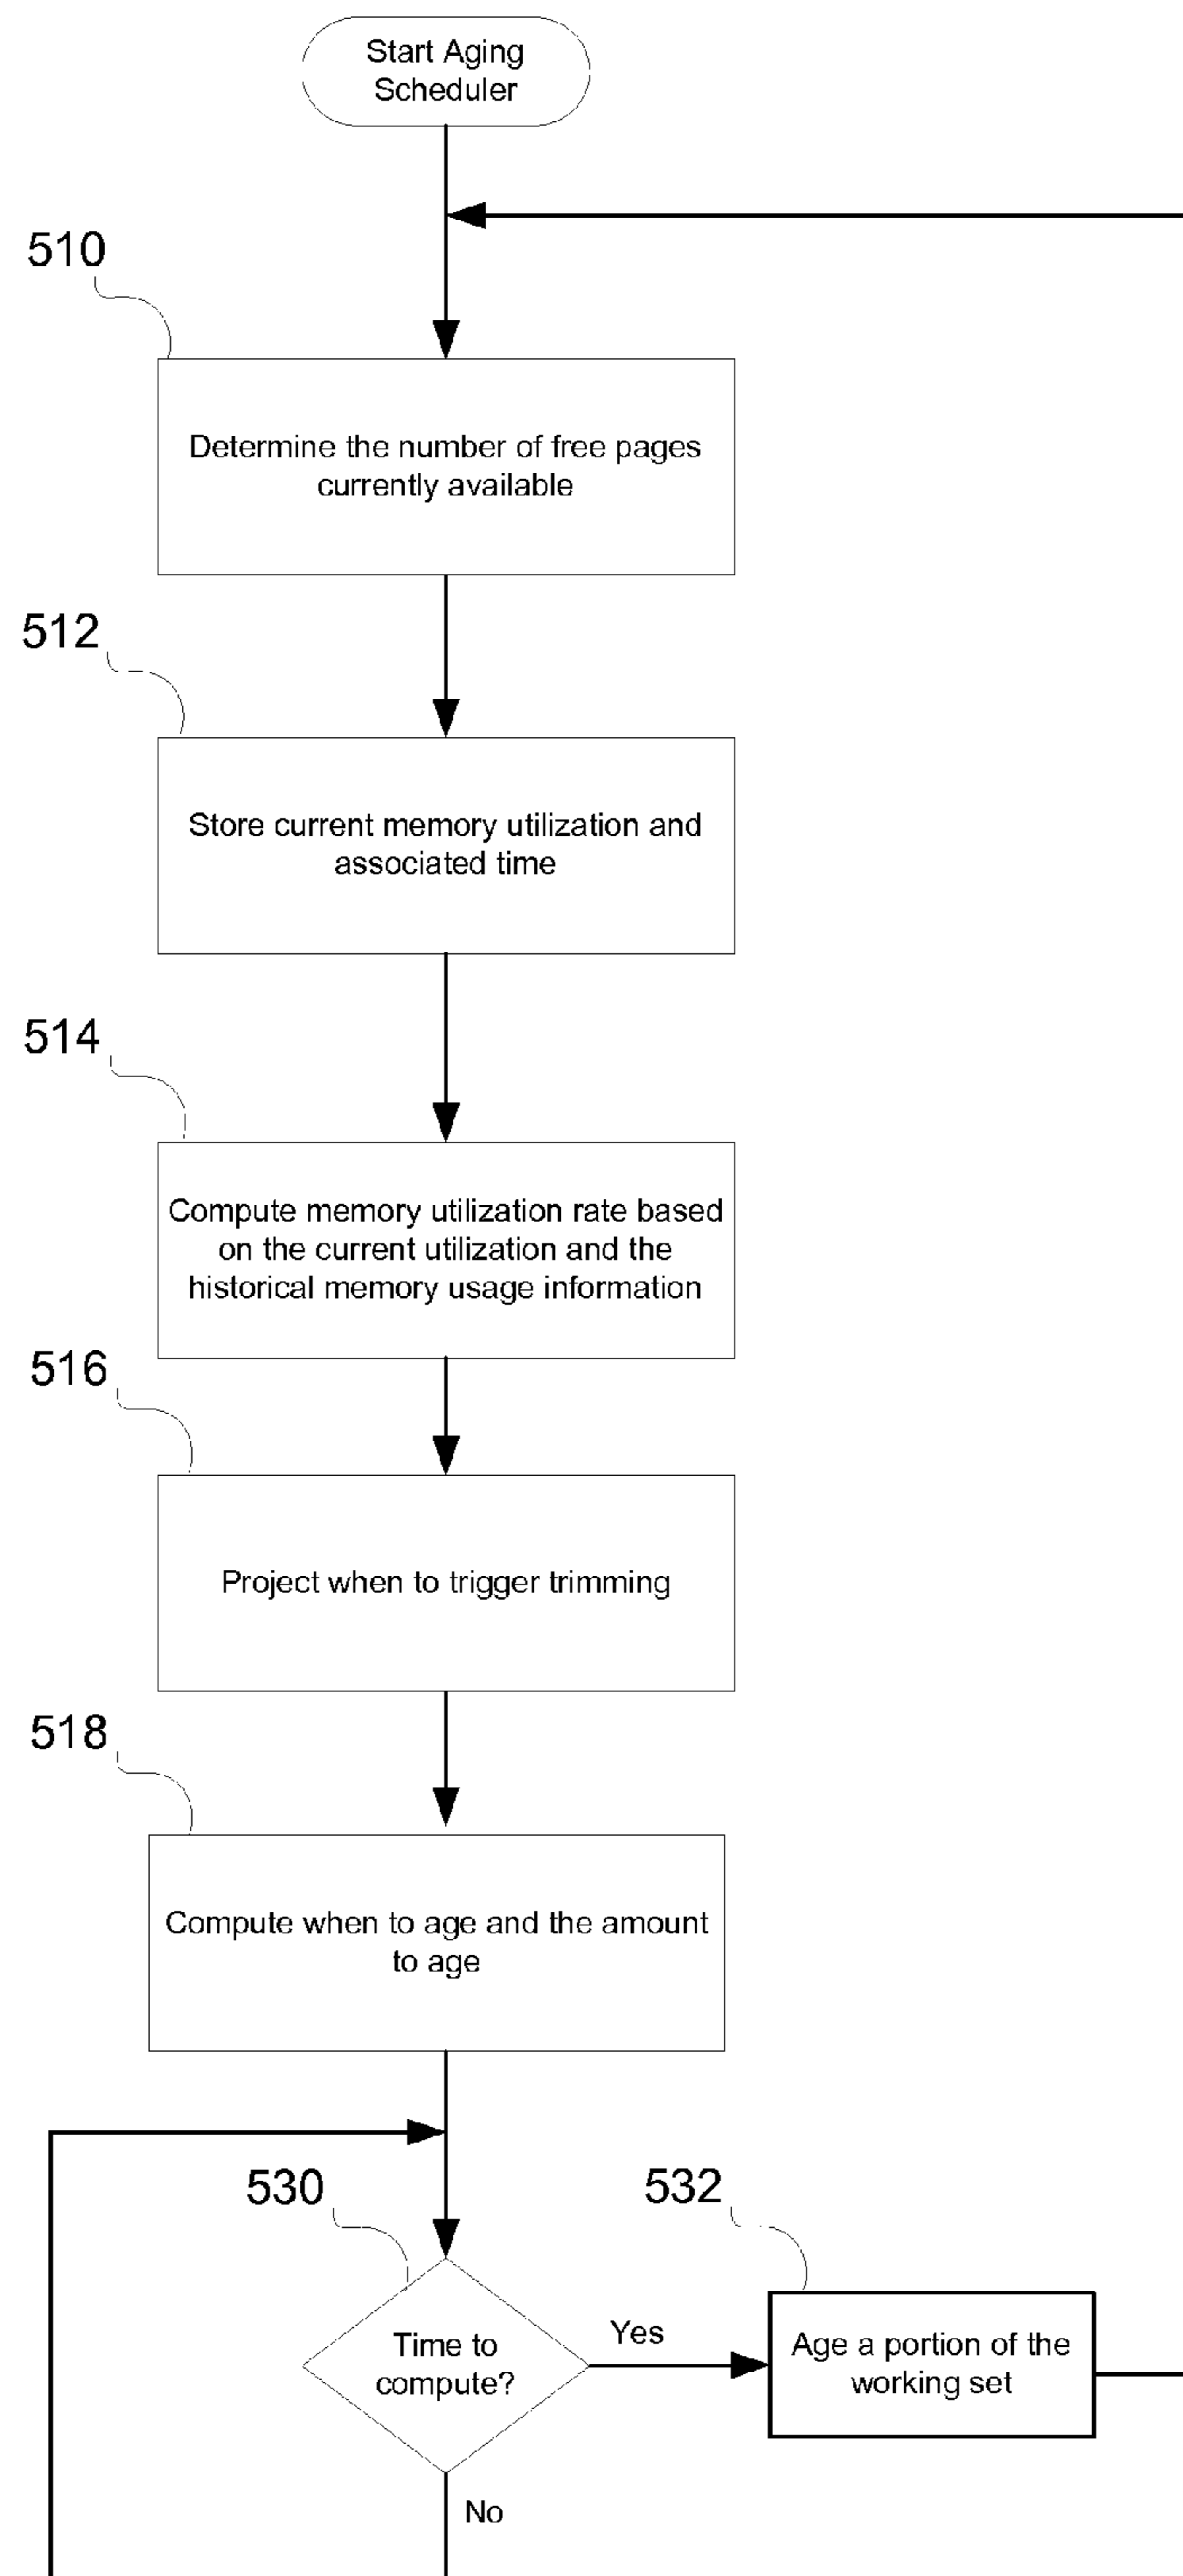 Start Aging
Scheduler
510
Determine the number of free pages
currently available
512
Store current memory utilization and
associated time
514
Compute memory utilization rate based
on the current utilization and the
historical memory usage information
516
Project when to trigger trimming
518
Compute when to age and the amount
to age
530
532
Time to
compute?
Yes
Age a portion of the
working set
No